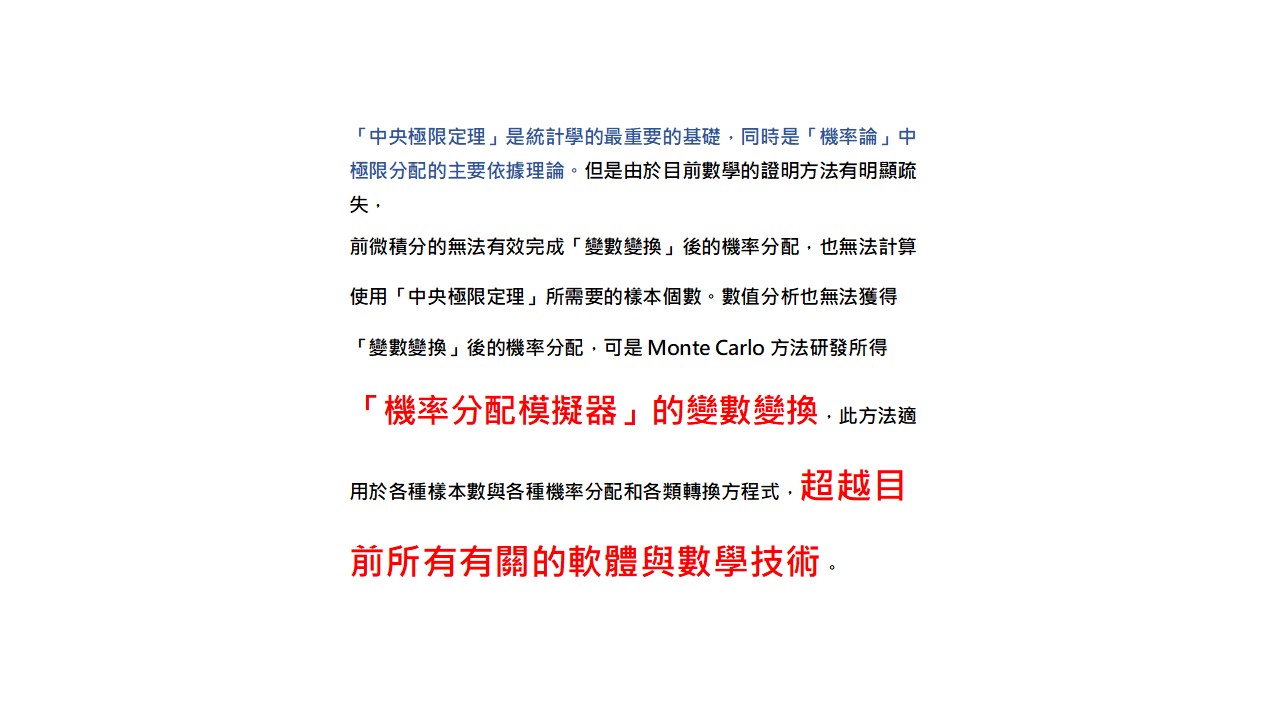 「中央極限定理」是統計學的最重要的基礎，同時是「機率論」中
極限分配的主要依據理論。但是由於目前數學的證明方法有明顯疏
失，
前微積分的無法有效完成「變數變換」後的機率分配，也無法計算
使用「中央極限定理」所需要的樣本個數。數值分析也無法獲得
「變數變換」後的機率分配，可是 Monte Carlo 方法研發所得
「機率分配模擬器」的變數變換，此方法適
用於各種樣本數與各種機率分配和各類轉換方程式，超越目
前所有有關的軟體與數學技術。